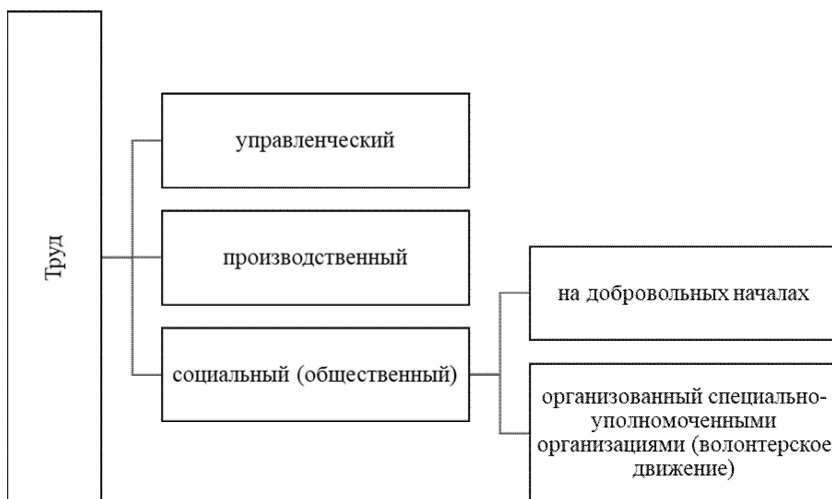 Труд
управленческий
производственный
социальный (общественный)
на добровольных началах
организованный специально-
уполномоченными
организациями (волонтерское
движение)